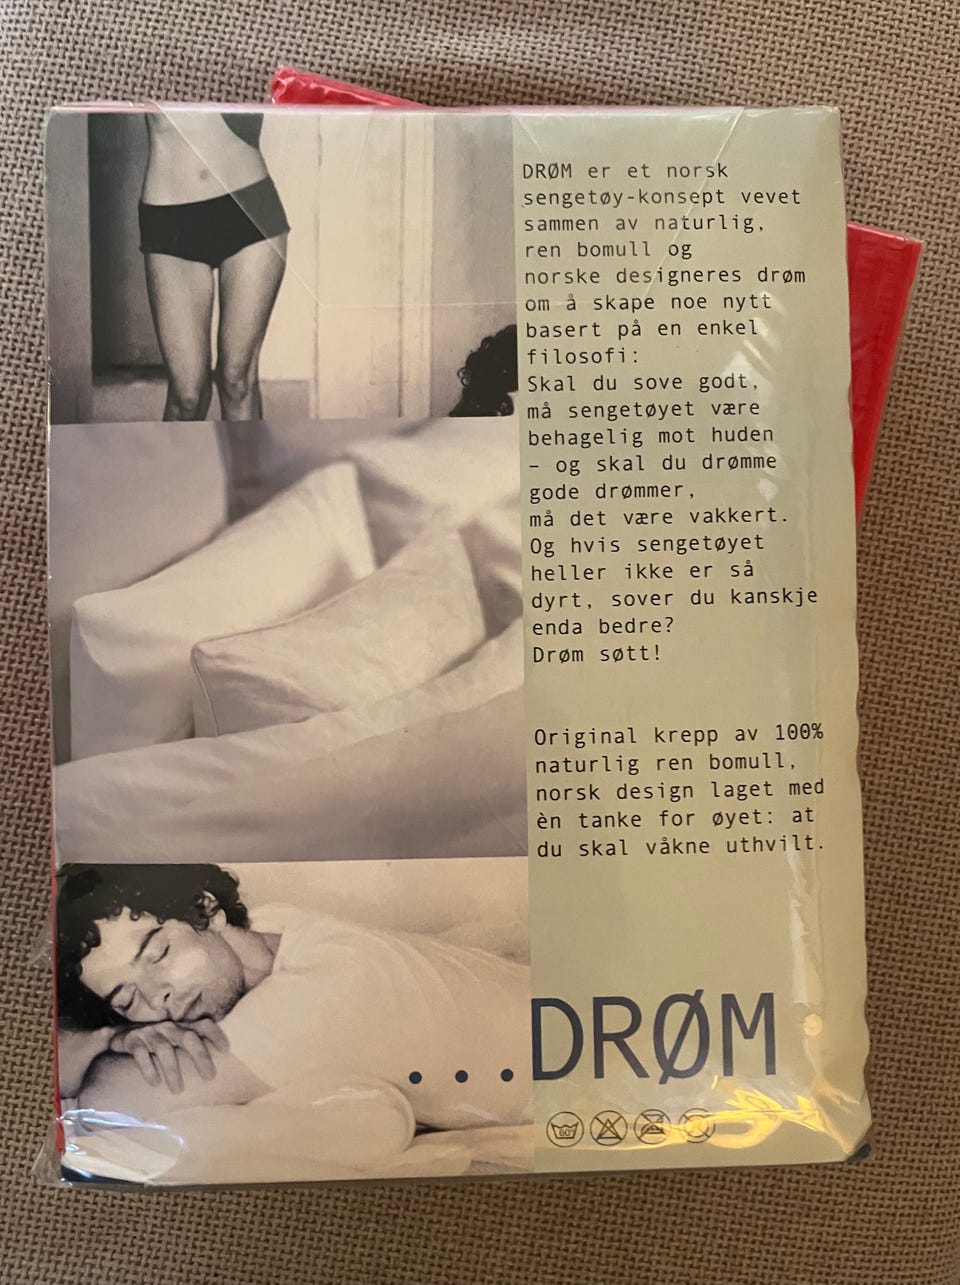 DRØM er et norsk
sengetøy-konsept vevet
sammen av naturlig,
ren bomull og
norske designeres drøm
om å skape noe nytt
basert på en enkel
filosofi:
Skal du sove godt,
må sengetøyet være
behagelig mot huden
– og skal du drømme
gode drømmer,
må det være vakkert.
Og hvis sengetøyet
heller ikke er så
dyrt, sover du kanskje
enda bedre?
Drøm søtt!
Original krepp av 100%
naturlig ren bomull,
norsk design laget med
èn tanke for øyet: at
du skal våkne uthvilt.
...DRØM
60°